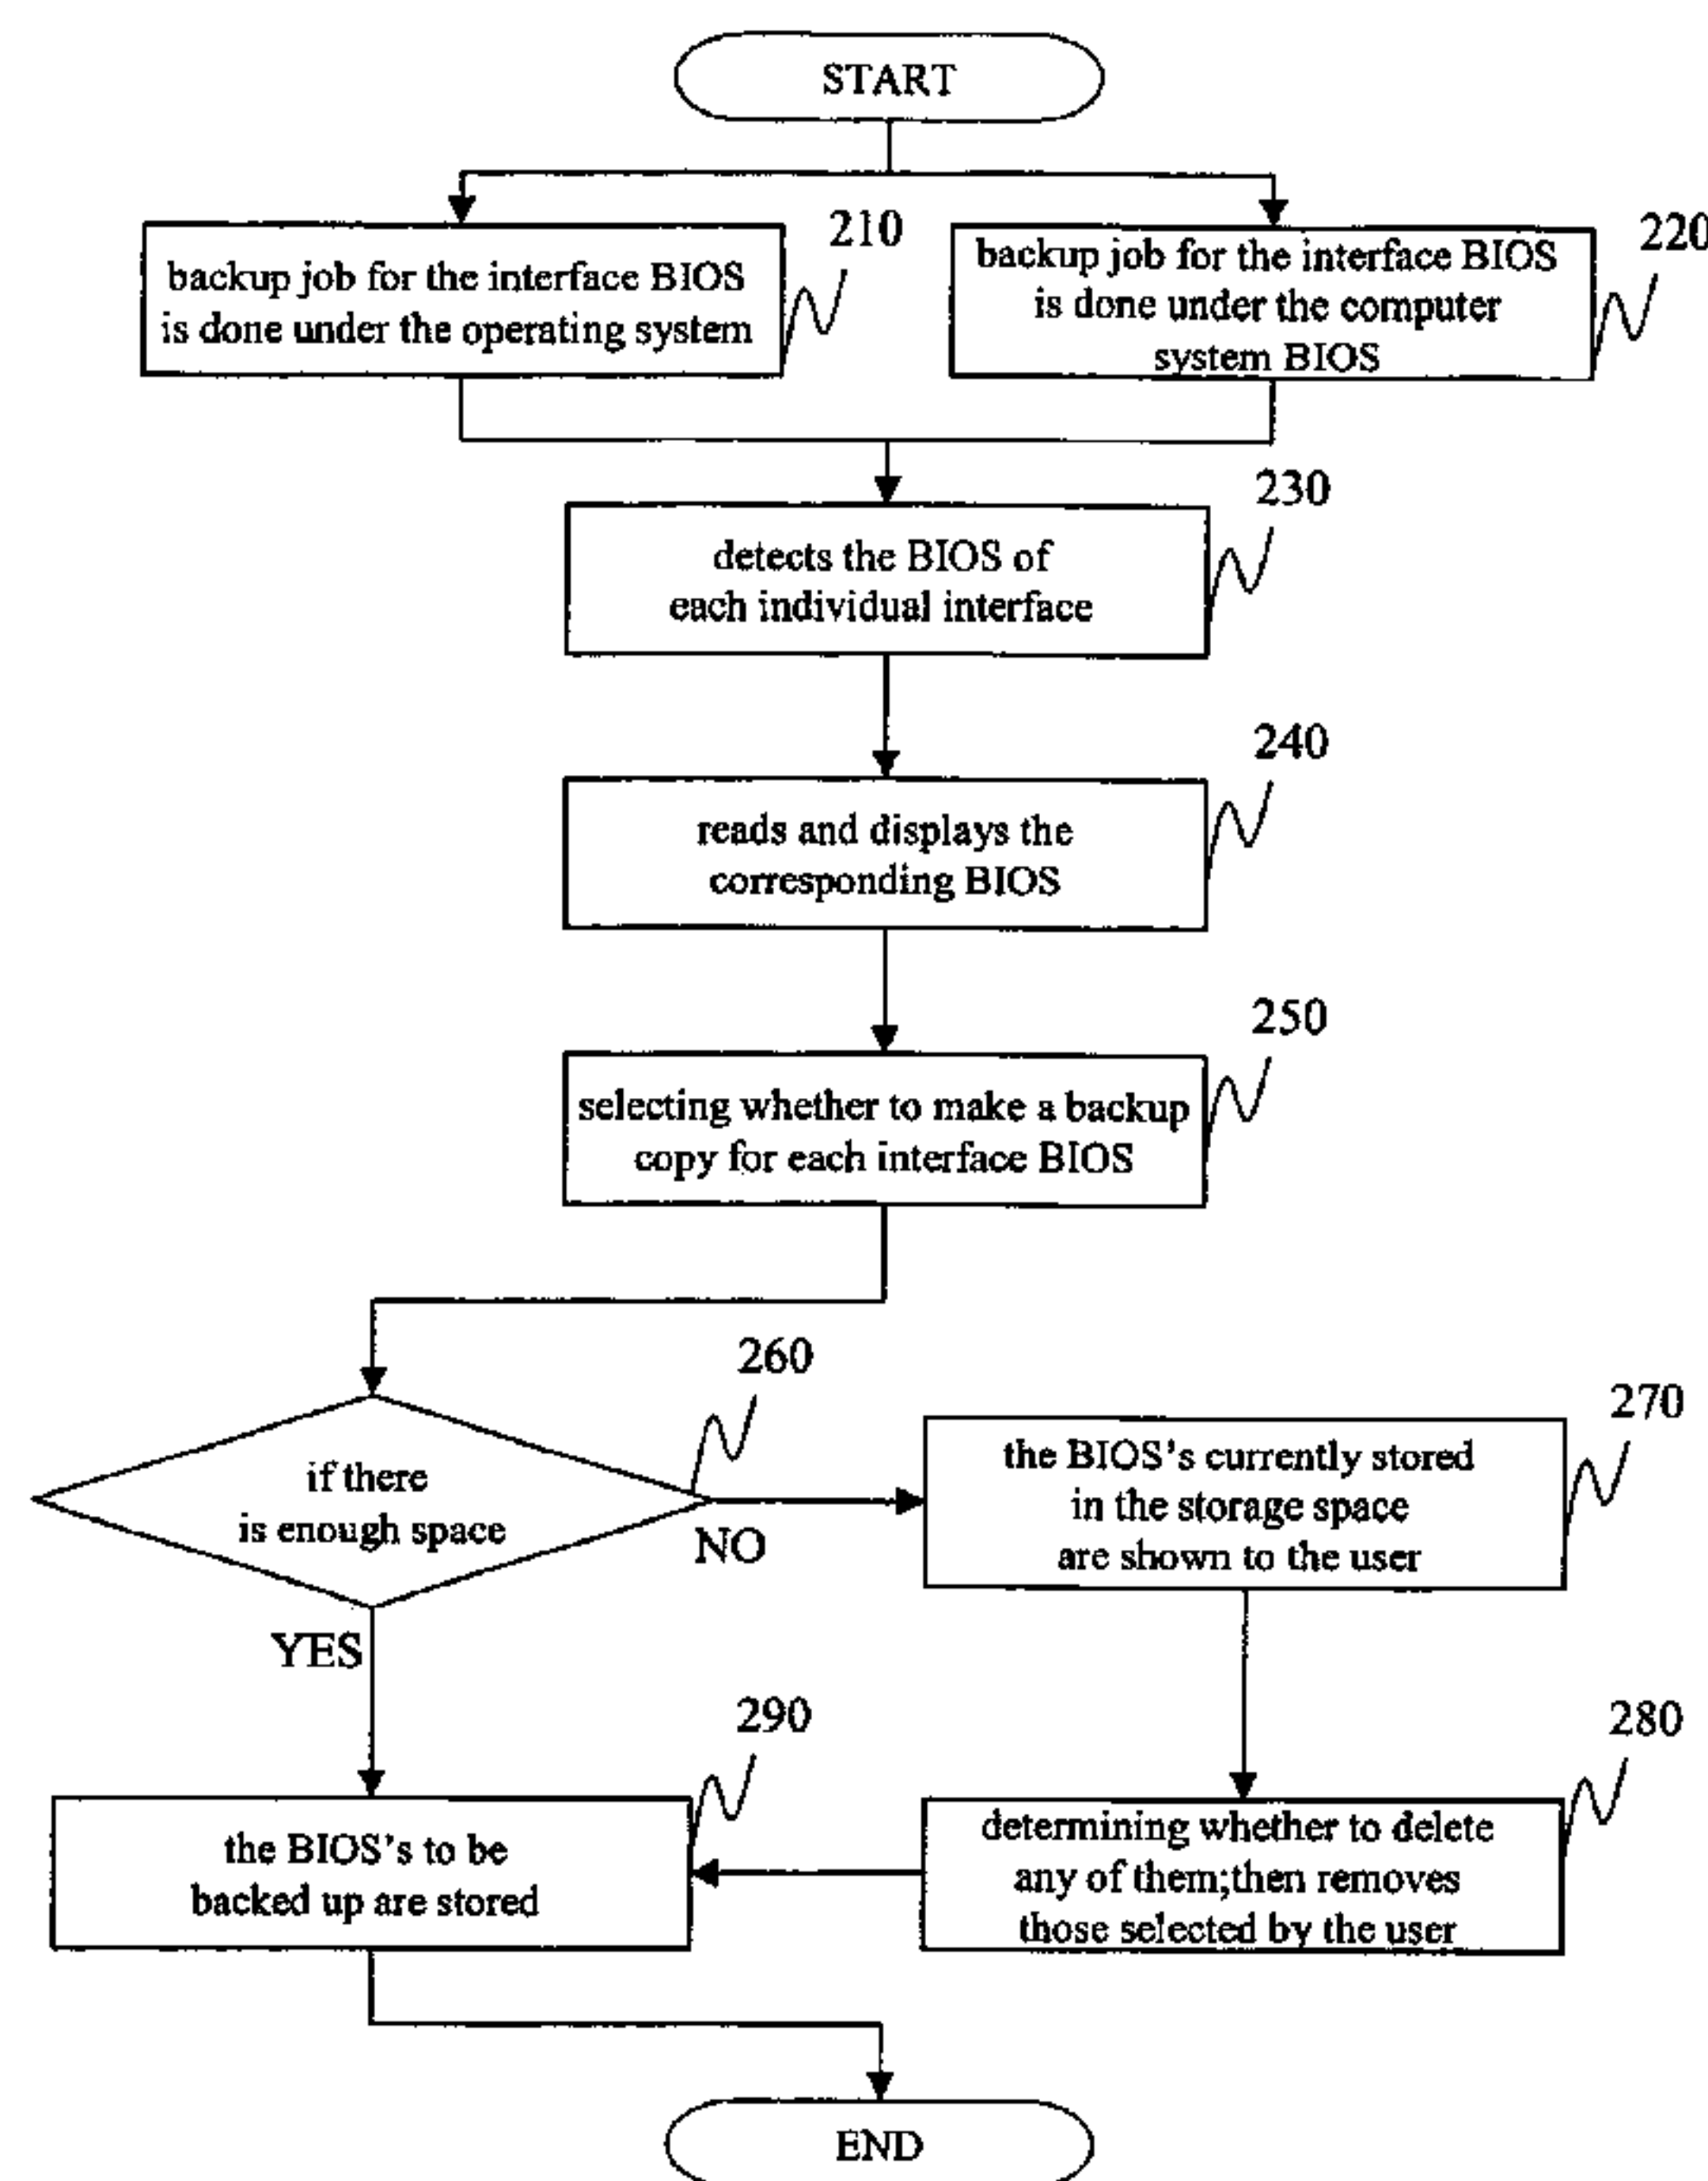 START
210
backup job for the interface BIOS
is done under the operating system
220
backup job for the interface BIOS
is done under the computer
system BIOS
230
detects the BIOS of
each individual interface
240
reads and displays the
corresponding BIOS
250
selecting whether to make a backup
copy for each interface BIOS
260
if there
is enough space
NO
YES
270
the BIOS's currently stored
in the storage space
are shown to the user
280
determining whether to delete
any of them;then removes
those selected by the user
290
the BIOS's to be
backed up are stored
END